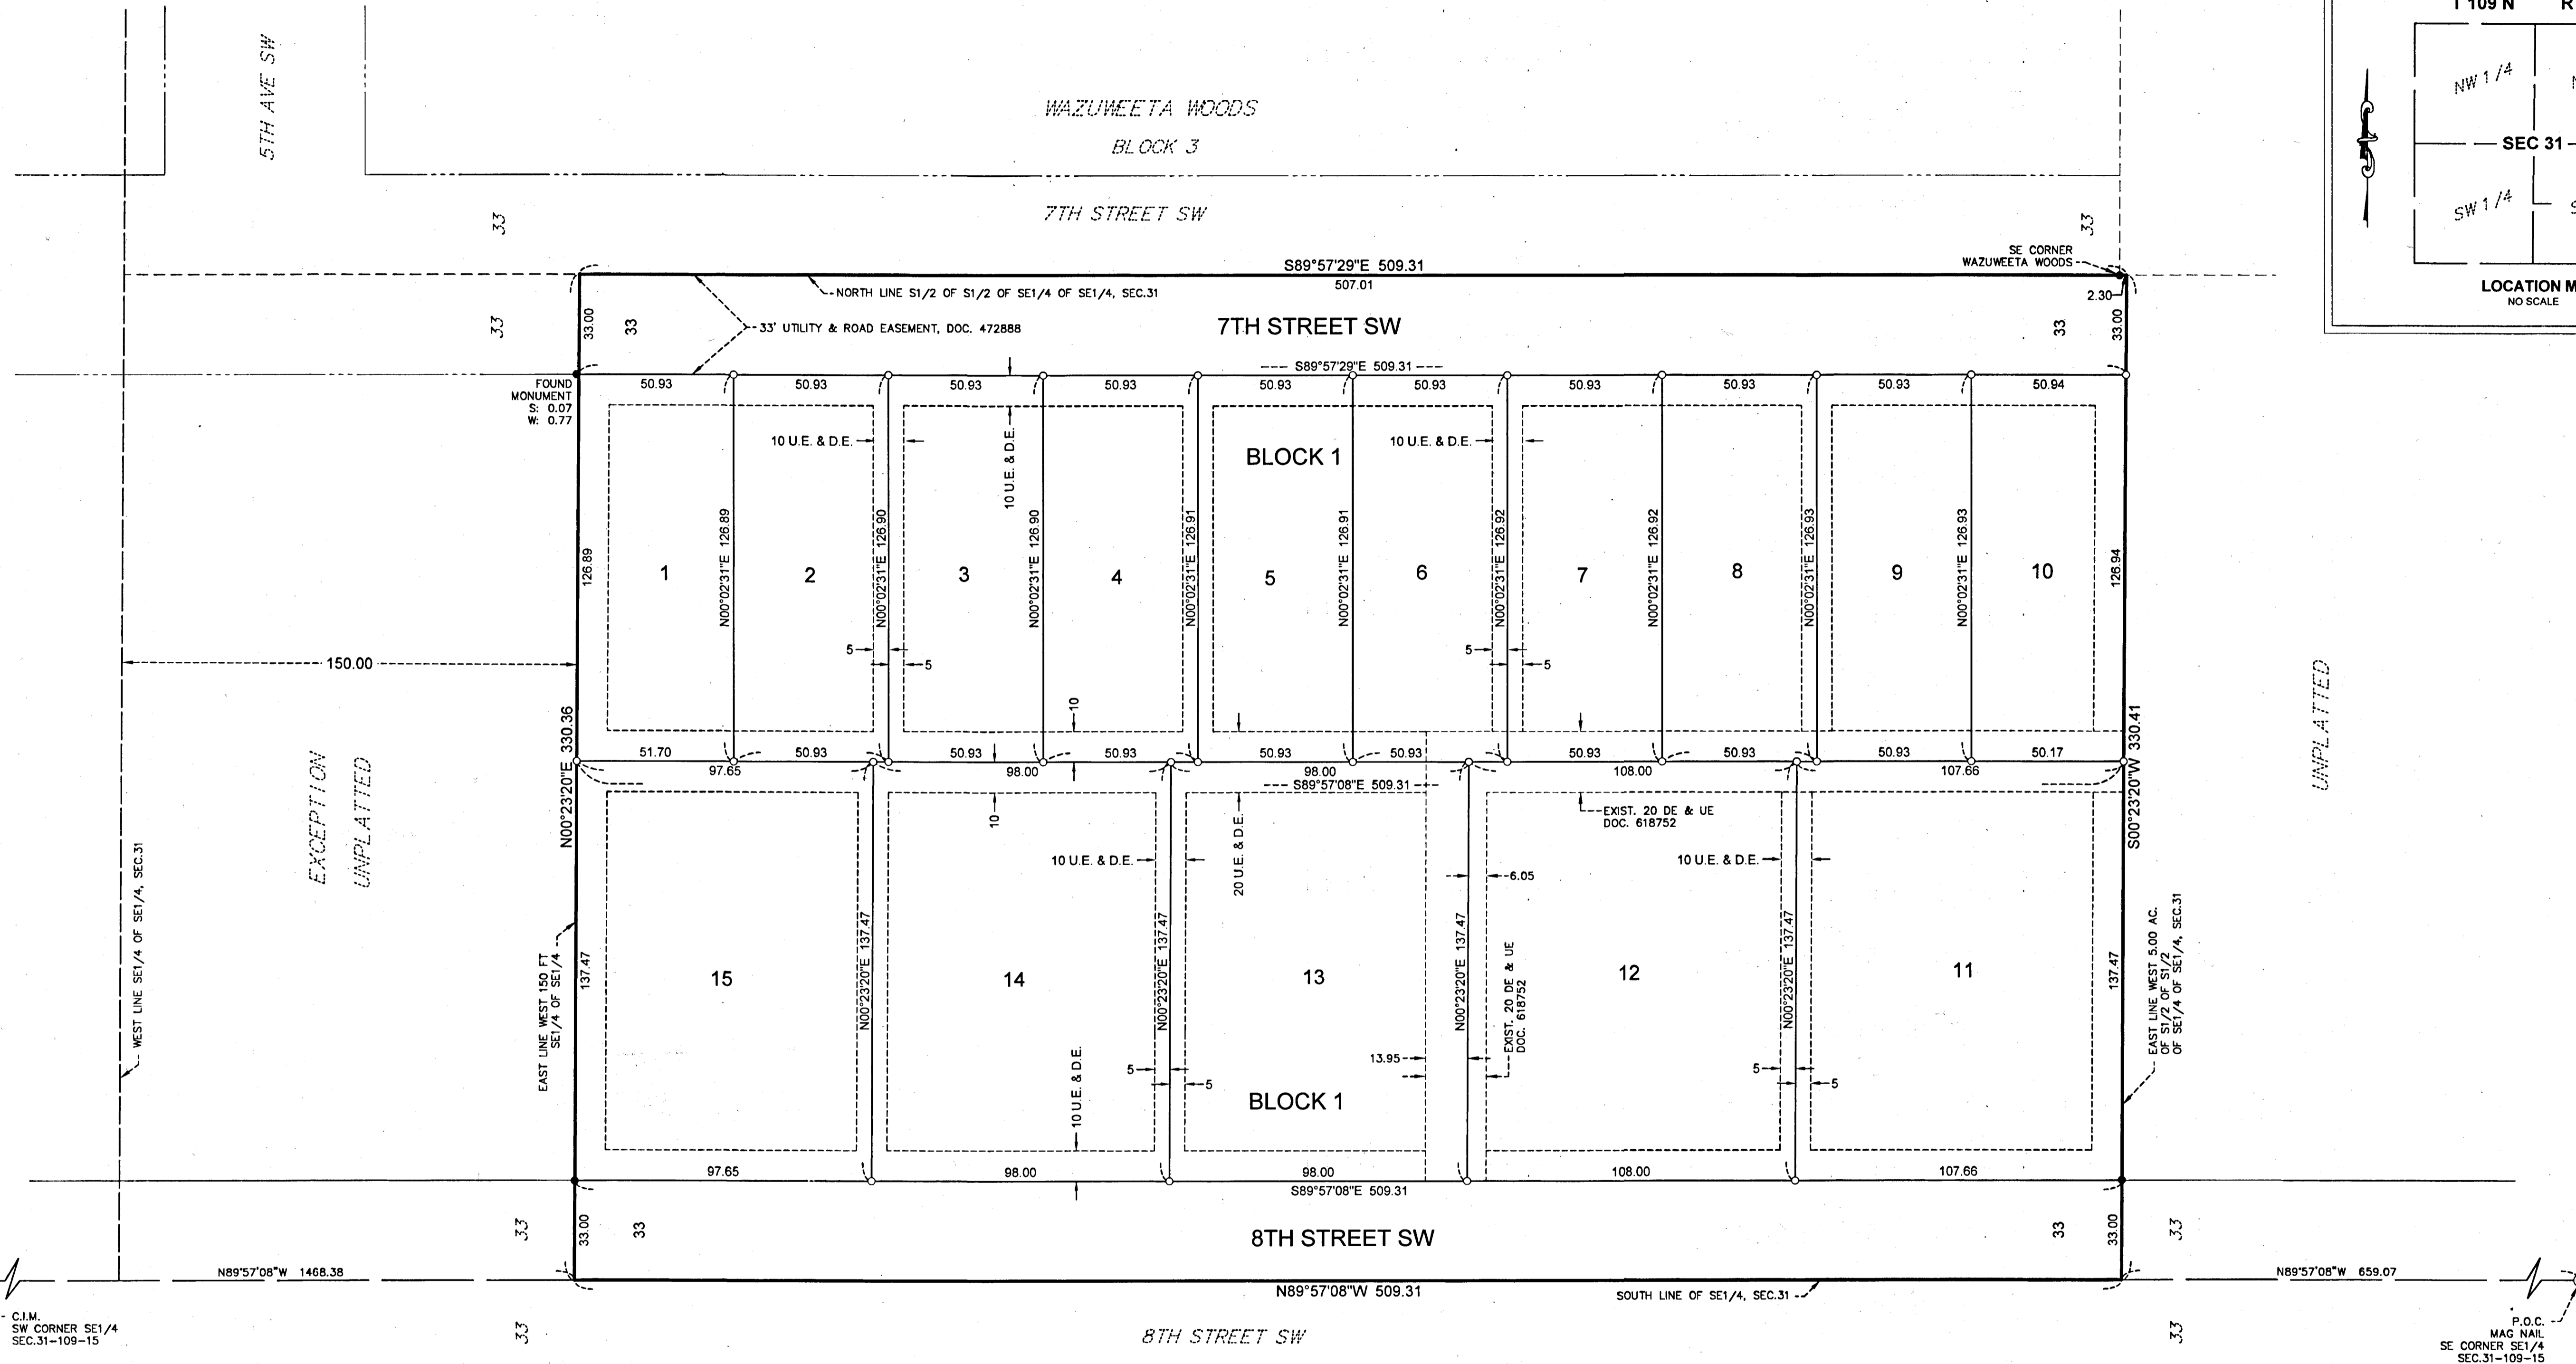 T 109 N R
5TH AVE SW
WAZUWEETA WOODS
BLOCK 3
NW 1/4
SEC 31
SW 1/4
LOCATION M
NO SCALE
33
7TH STREET SW
33
SE CORNER
WAZUWEETA WOODS
S89°57'29"E 509.31
507.01
2.30
NORTH LINE S1/2 OF S1/2 OF SE1/4 OF SE1/4, SEC.31
33
33.00
33
33' UTILITY & ROAD EASEMENT, DOC. 472888
7TH STREET SW
33
33.00
S89°57'29"E 509.31
FOUND
MONUMENT
S: 0.07
W: 0.77
50.93
50.93
50.93
50.93
50.93
50.93
50.93
50.93
50.93
50.94
10 U.E. & D.E.
10 U.E. & D.E.
BLOCK 1
10 U.E. & D.E.
126.89
1
N00°02'31"E 126.89
2
N00°02'31"E 126.90
3
N00°02'31"E 126.90
4
N00°02'31"E 126.91
5
N00°02'31"E 126.91
6
N00°02'31"E 126.92
7
N00°02'31"E 126.92
8
N00°02'31"E 126.93
9
N00°02'31"E 126.93
10
126.94
150.00
5
5
5
5
10
N00°23'20"E 330.36
S00°23'20"W 330.41
51.70
50.93
50.93
50.93
50.93
50.93
50.93
50.93
50.93
50.17
97.65
98.00
98.00
108.00
107.66
S89°57'08"E 509.31
EXCEPTION
UNPLATTED
UNPLATTED
10
20 U.E. & D.E.
EXIST. 20 DE & UE
DOC. 618752
10 U.E. & D.E.
10 U.E. & D.E.
6.05
WEST LINE SE1/4 OF SE1/4, SEC.31
EAST LINE WEST 150 FT
SE1/4 OF SE1/4
137.47
15
N00°23'20"E 137.47
14
N00°23'20"E 137.47
13
N00°23'20"E 137.47
EXIST. 20 DE & UE
DOC. 618752
12
N00°23'20"E 137.47
11
137.47
EAST LINE WEST 5.00 AC.
OF S1/2 OF S1/2
OF SE1/4 OF SE1/4, SEC.31
10 U.E. & D.E.
5
5
13.95
5
5
BLOCK 1
97.65
98.00
98.00
108.00
107.66
S89°57'08"E 509.31
33
33.00
33
8TH STREET SW
33
33.00
33
N89°57'08"W 1468.38
N89°57'08"W 509.31
SOUTH LINE OF SE1/4, SEC.31
N89°57'08"W 659.07
C.I.M.
SW CORNER SE1/4
SEC.31-109-15
33
8TH STREET SW
33
P.O.C.
MAG NAIL
SE CORNER SE1/4
SEC.31-109-15